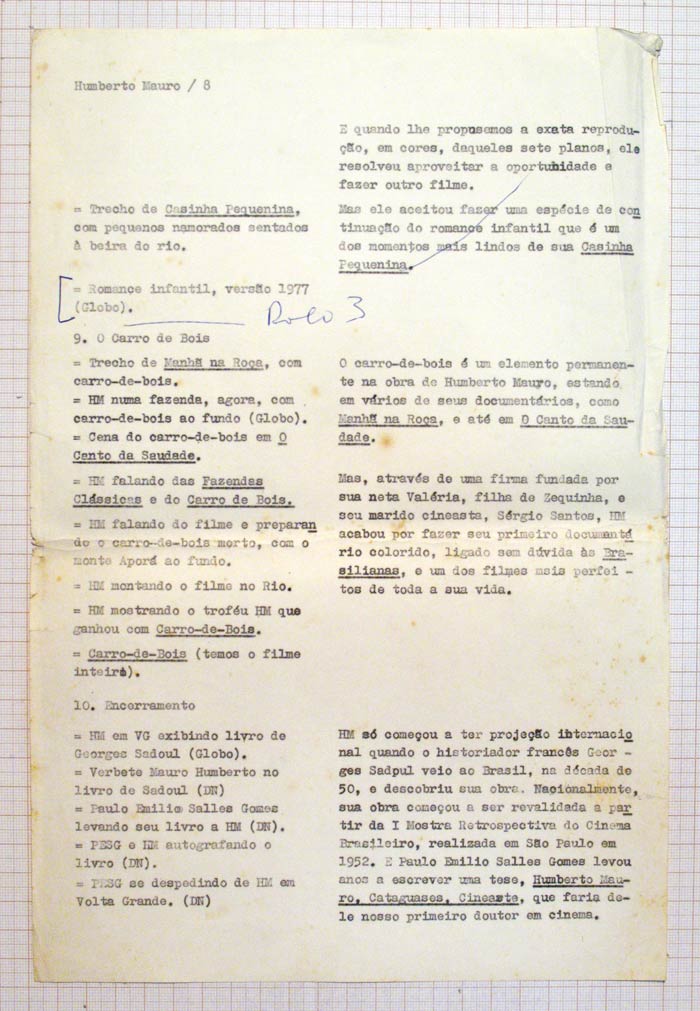 Humberto Mauro / 8
E quando lhe propusemos a exata reprodu-
ção, em cores, daqueles sete planos, ele
resolveu aproveitar a oportunidade e
fazer outro filme.
= Trecho de Casinha Pequenina,
com pequenos namorados sentados
à beira do rio.
Mas ele aceitou fazer uma espécie de con
tinuação do romance infantil que é um
dos momentos mais lindos de sua Casinha
Pequenina.
= Romance infantil, versão 1977
(Globo).
Rolo 3
9. O Carro de Bois
= Trecho de Manhã na Roça, com
carro-de-bois.
= HM numa fazenda, agora, com
carro-de-bois ao fundo (Globo).
= Cena do carro-de-bois em O
Canto da Saudade.
O carro-de-bois é um elemento permanen-
te na obra de Humberto Mauro, estando
em vários de seus documentários, como
Manhã na Roça, e até em O Canto da Sau-
dade.
= HM falando das Fazendas
Clássicas e do Carro de Bois.
= HM falando do filme e preparan
do o carro-de-bois morto, com o
monte Aporá ao fundo.
= HM montando o filme no Rio.
= HM mostrando o troféu HM que
ganhou com Carro-de-Bois.
= Carro-de-Bois (temos o filme
inteiro).
Mas, através de uma firma fundada por
sua neta Valéria, filha de Zequinha, e
seu marido cineasta, Sérgio Santos, HM
acabou por fazer seu primeiro documentá
rio colorido, ligado sem dúvida às Bra-
silianas, e um dos filmes mais perfei -
tos de toda a sua vida.
10. Encerramento
= HM em VG exibindo livro de
Georges Sadoul (Globo).
= Verbete Mauro Humberto no
livro de Sadoul (DN)
= Paulo Emilio Salles Gomes
levando seu livro a HM (DN).
= PESG e HM autografando o
livro (DN).
= PESG se despedindo de HM em
Volta Grande. (DN)
HM só começou a ter projeção internacio
nal quando o historiador francês Geor -
ges Sadpul veio ao Brasil, na década de
50, e descobriu sua obra. Nacionalmente,
sua obra começou a ser revalidada a par
tir da I Mostra Retrospectiva do Cinema
Brasileiro, realizada em São Paulo em
1952. E Paulo Emilio Salles Gomes levou
anos a escrever uma tese, Humberto Mau-
ro, Cataguases, Cineaste, que faria de-
le nosso primeiro doutor em cinema.